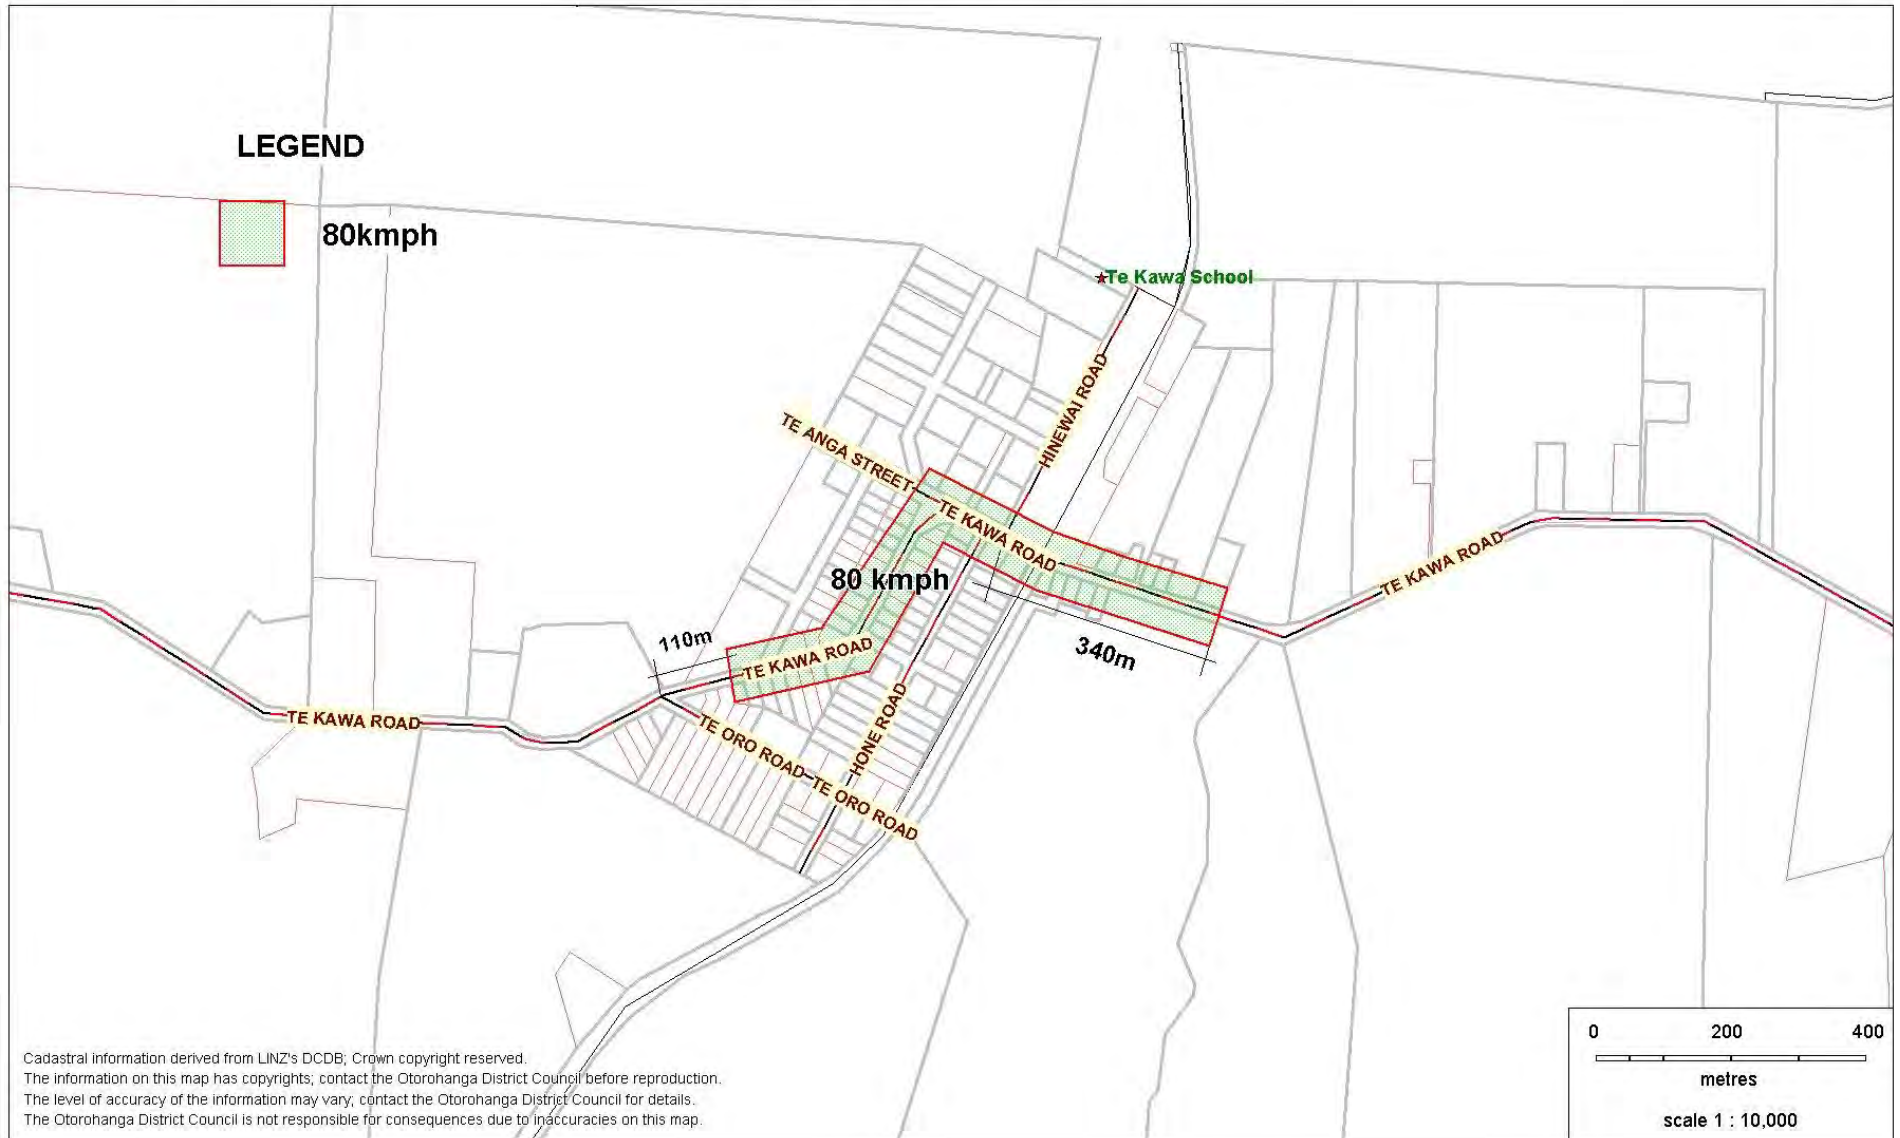 LEGEND
80kmph
Te Kawa School
HINEWAI ROAD
TE ANGA STREET
TE KAWA ROAD
80 kmph
TE KAWA ROAD
110m
TE KAWA ROAD
340m
TE KAWA ROAD
TE ORO ROAD
HONE ROAD
TE ORO ROAD
Cadastral information derived from LINZ's DCDB; Crown copyright reserved.
The information on this map has copyrights; contact the Otorohanga District Council before reproduction.
The level of accuracy of the information may vary; contact the Otorohanga District Council for details.
The Otorohanga District Council is not responsible for consequences due to inaccuracies on this map.
0 200 400
metres
scale 1 : 10,000